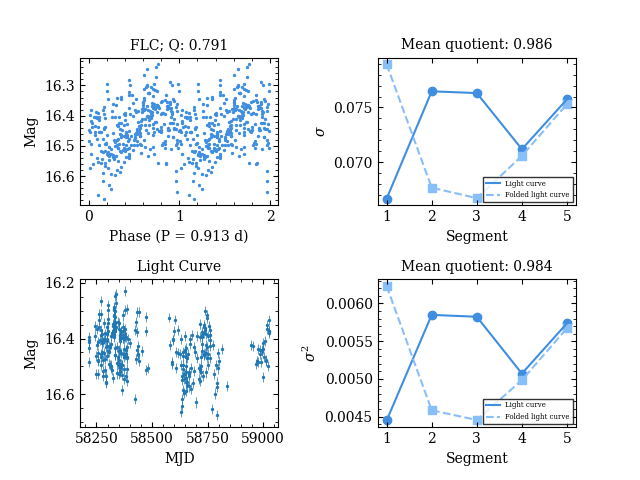 FLC; Q: 0.791
Mag
16.3
16.4
16.5
16.6
0 1 2
Phase (P = 0.913 d)
Mean quotient: 0.986
σ
0.075
0.070
Light curve
Folded light curve
1 2 3 4 5
Segment
Light Curve
Mag
16.2
16.4
16.6
58250 58500 58750 59000
MJD
Mean quotient: 0.984
σ²
0.0060
0.0055
0.0050
0.0045
Light curve
Folded light curve
1 2 3 4 5
Segment